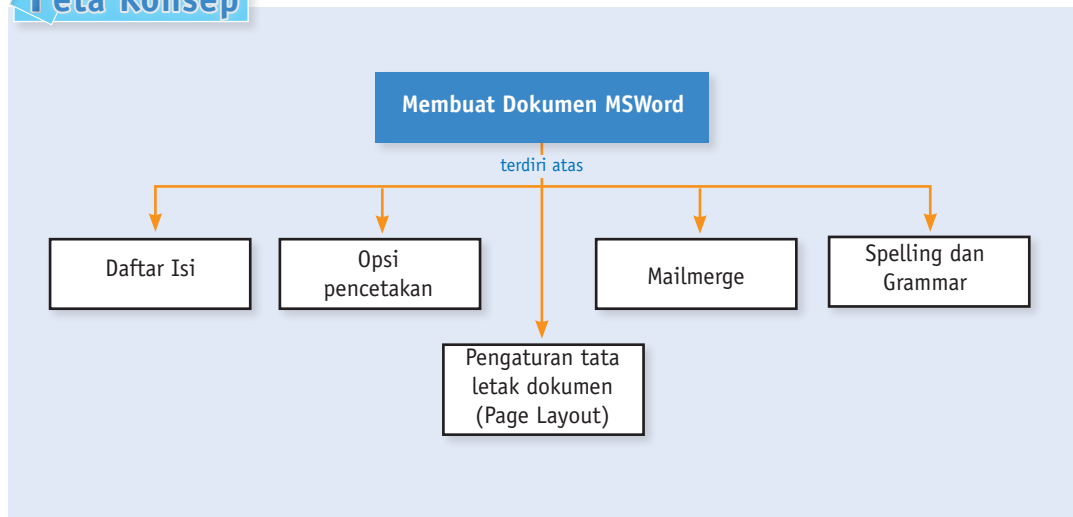 Peta Konsep
Membuat Dokumen MSWord
terdiri atas
Daftar Isi
Opsi
pencetakan
Mailmerge
Spelling dan
Grammar
Pengaturan tata
letak dokumen
(Page Layout)